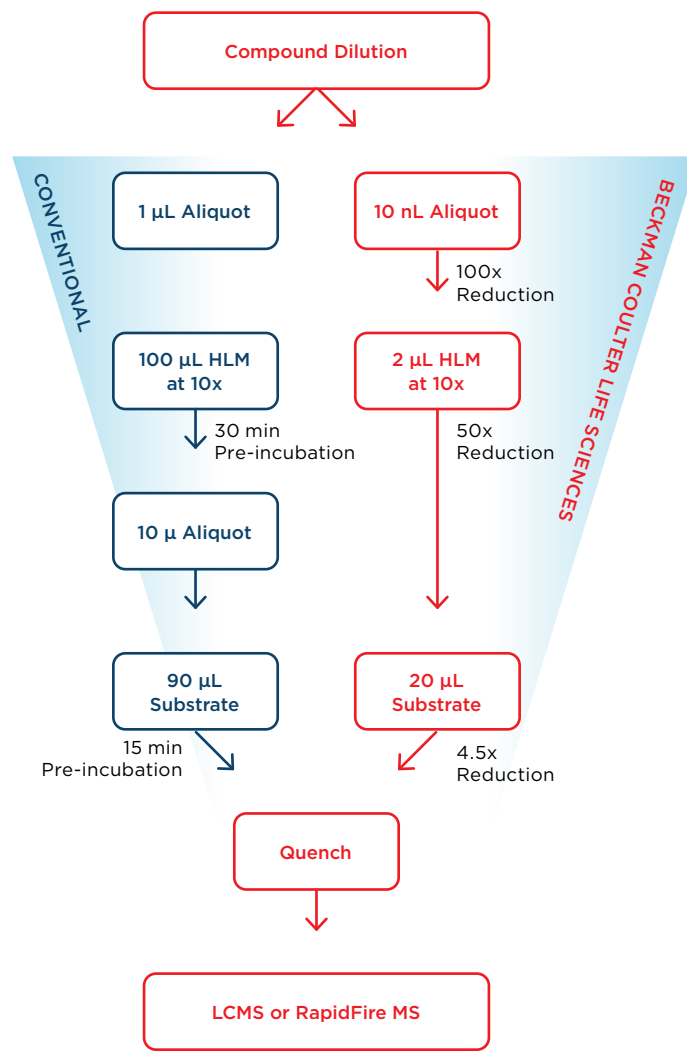 Compound Dilution
CONVENTIONAL
BECKMAN COULTER LIFE SCIENCES
1 µL Aliquot
10 nL Aliquot
100x
Reduction
100 µL HLM
at 10x
2 µL HLM
at 10x
30 min
Pre-incubation
50x
Reduction
10 µ Aliquot
90 µL
Substrate
20 µL
Substrate
15 min
Pre-incubation
4.5x
Reduction
Quench
LCMS or RapidFire MS